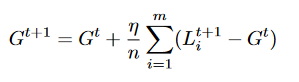 $G^{t+1} = G^t + \frac{\eta}{n} \sum_{i=1}^{m} (L_i^{t+1} - G^t)$